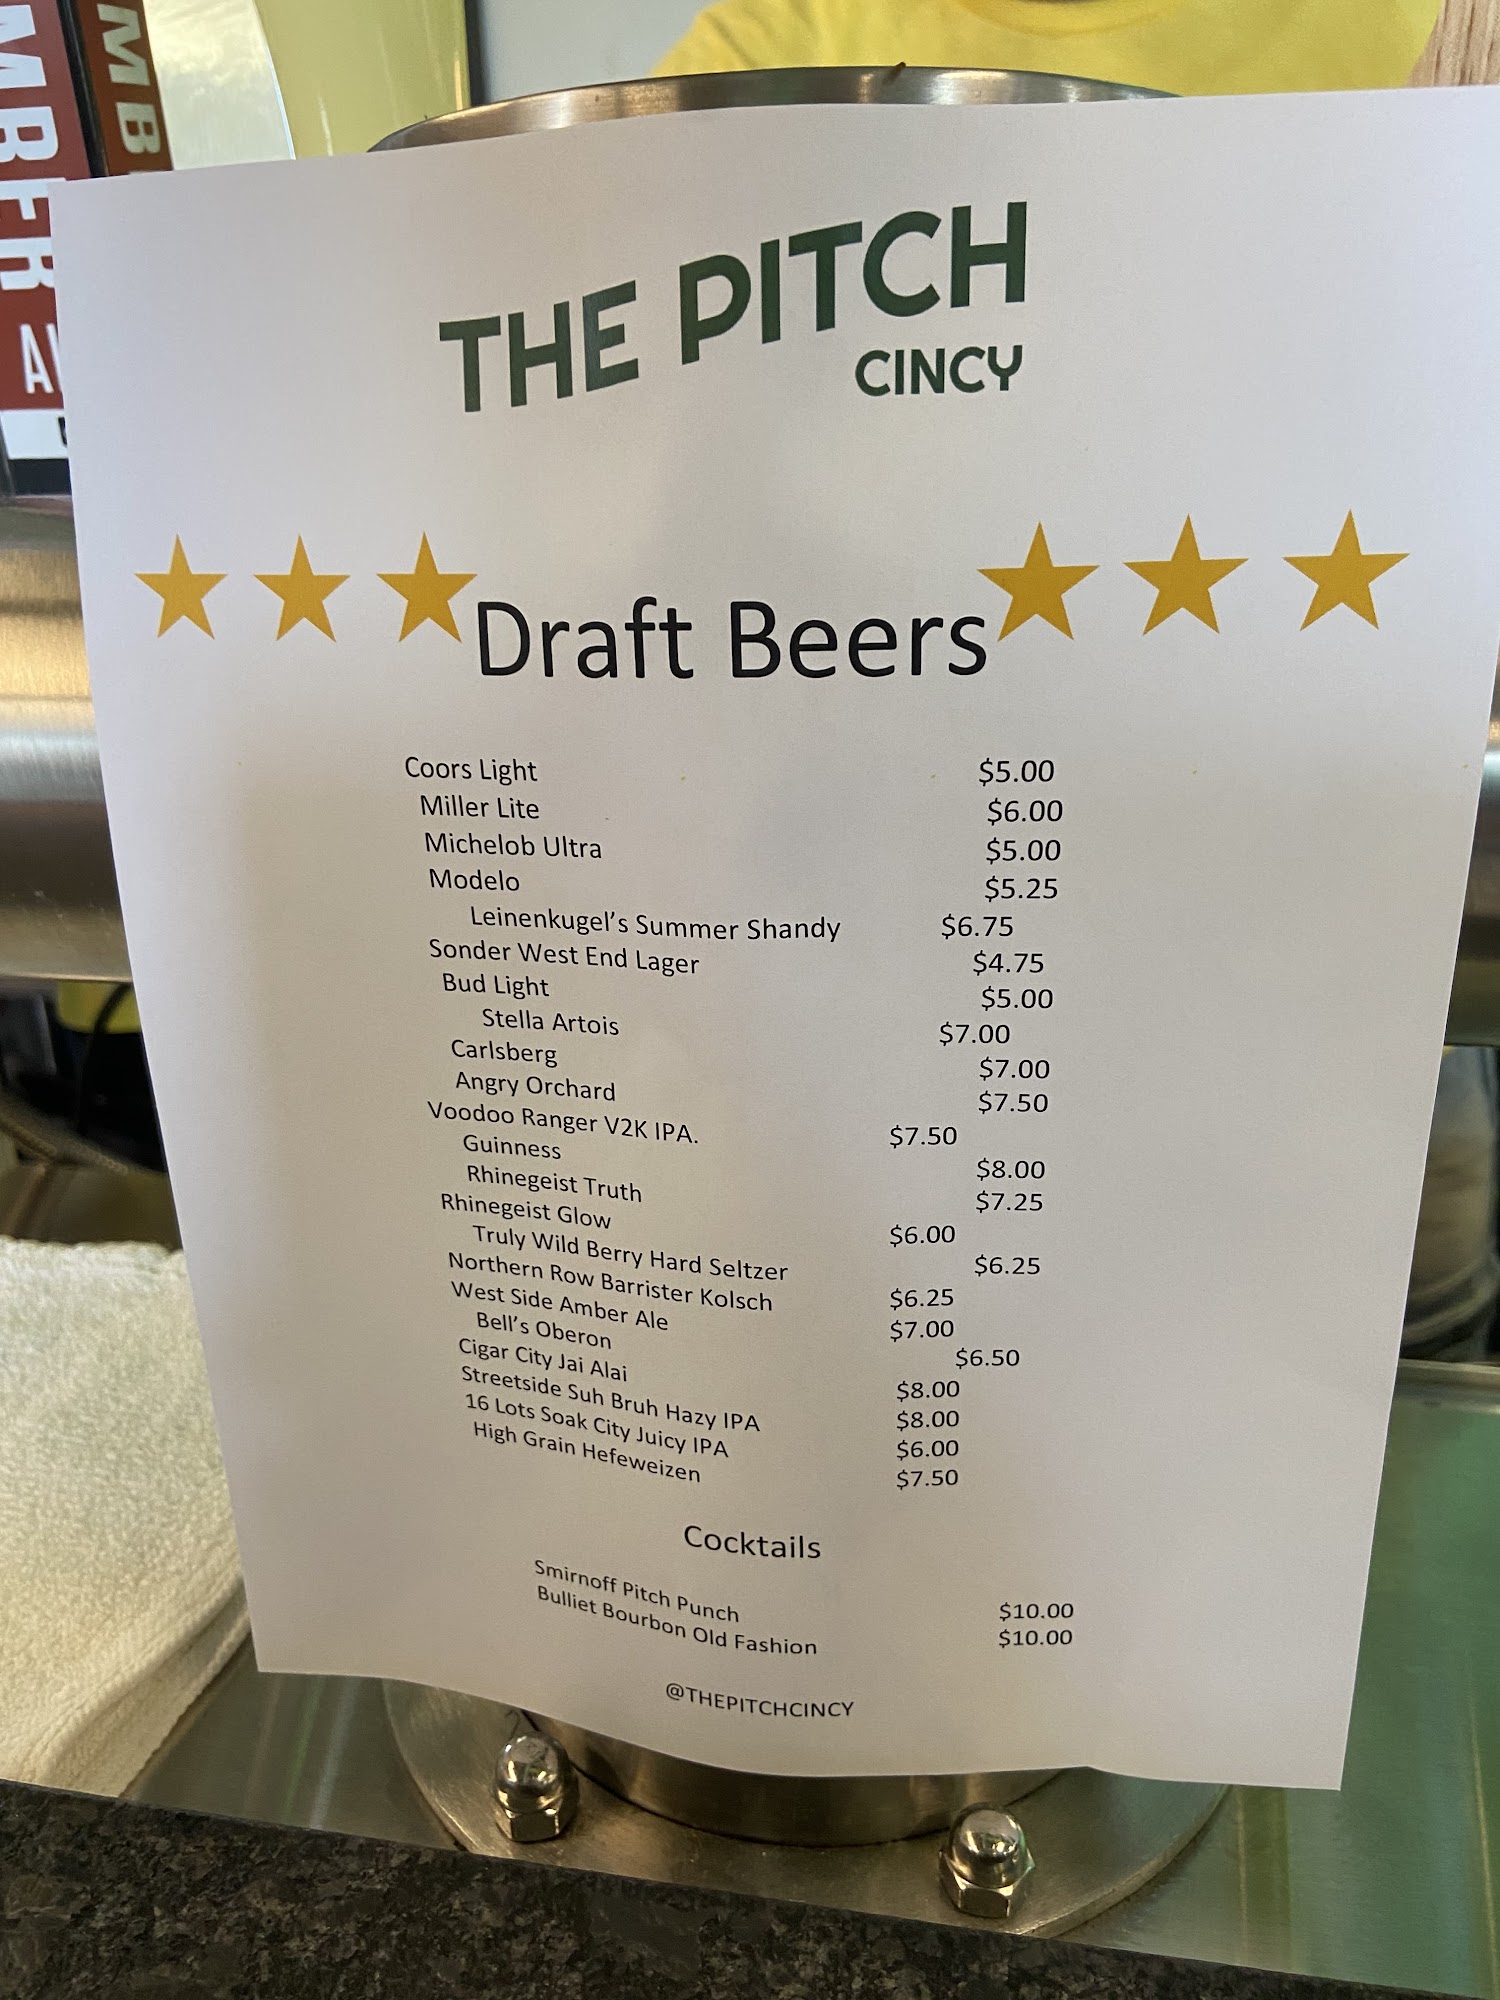 MBER
A
MB
THE PITCH
CINCY
Draft Beers
Coors Light $5.00
Miller Lite $6.00
Michelob Ultra $5.00
Modelo $5.25
Leinenkugel's Summer Shandy $6.75
Sonder West End Lager $4.75
Bud Light $5.00
Stella Artois $7.00
Carlsberg $7.00
Angry Orchard $7.50
Voodoo Ranger V2K IPA. $7.50
Guinness $8.00
Rhinegeist Truth $7.25
Rhinegeist Glow $6.00
Truly Wild Berry Hard Seltzer $6.25
Northern Row Barrister Kolsch $6.25
West Side Amber Ale $7.00
Bell's Oberon $6.50
Cigar City Jai Alai $8.00
Streetside Suh Bruh Hazy IPA $8.00
16 Lots Soak City Juicy IPA $6.00
High Grain Hefeweizen $7.50
Cocktails
Smirnoff Pitch Punch $10.00
Bulliet Bourbon Old Fashion $10.00
@THEPITCHCINCY